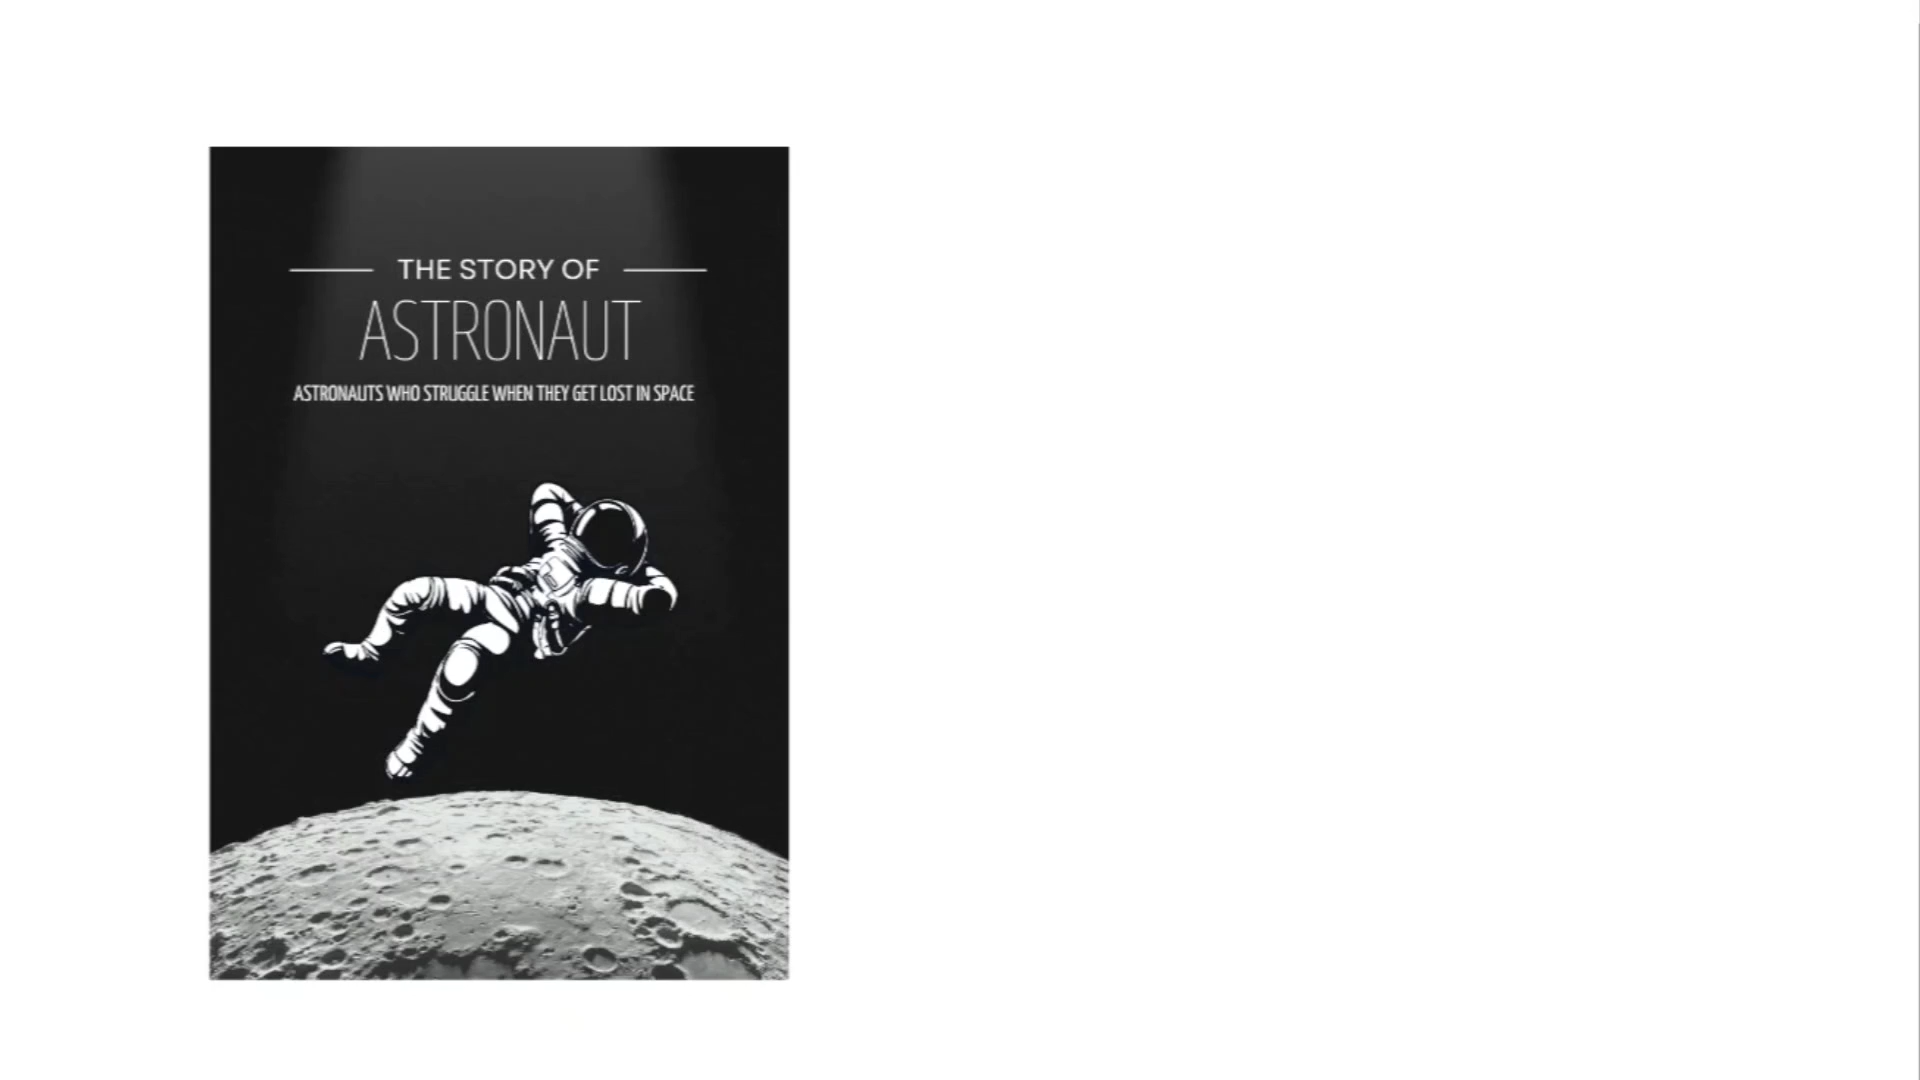 THE STORY OF
ASTRONAUT
ASTRONAUTS WHO STRUGGLE WHEN THEY GET LOST IN SPACE